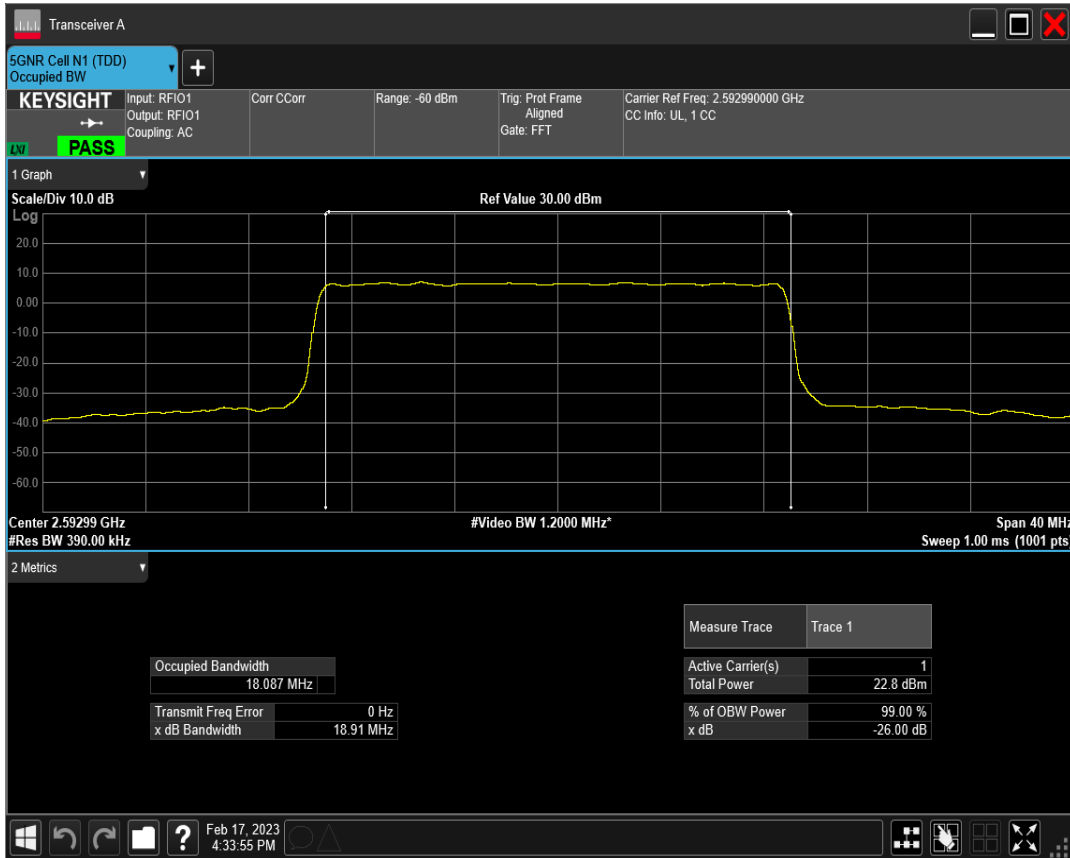 Transceiver A
5GNR Cell N1 (TDD)
Occupied BW
+
KEYSIGHT
LXI
PASS
Input: RFIO1
Output: RFIO1
Coupling: AC
Corr CCorr
Range: -60 dBm
Trig: Prot Frame
Aligned
Gate: FFT
Carrier Ref Freq: 2.592990000 GHz
CC Info: UL, 1 CC
1 Graph
Scale/Div 10.0 dB
Ref Value 30.00 dBm
Log
20.0
10.0
0.00
-10.0
-20.0
-30.0
-40.0
-50.0
-60.0
Center 2.59299 GHz
#Video BW 1.2000 MHz*
Span 40 MHz
#Res BW 390.00 kHz
Sweep 1.00 ms (1001 pts)
2 Metrics
Measure Trace Trace 1
Occupied Bandwidth
18.087 MHz
Active Carrier(s) 1
Total Power 22.8 dBm
Transmit Freq Error 0 Hz
x dB Bandwidth 18.91 MHz
% of OBW Power 99.00 %
x dB -26.00 dB
?
Feb 17, 2023
4:33:55 PM